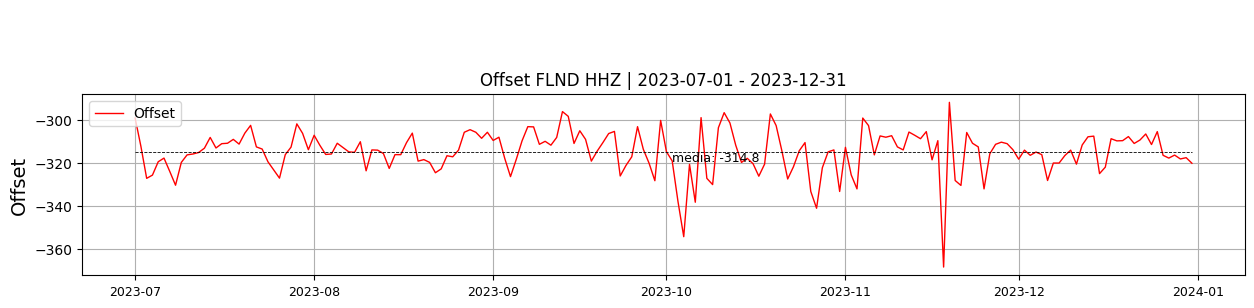 Offset FLND HHZ | 2023-07-01 - 2023-12-31
Offset
Offset
−300
−320
−340
−360
media: -314.8
2023-07
2023-08
2023-09
2023-10
2023-11
2023-12
2024-01